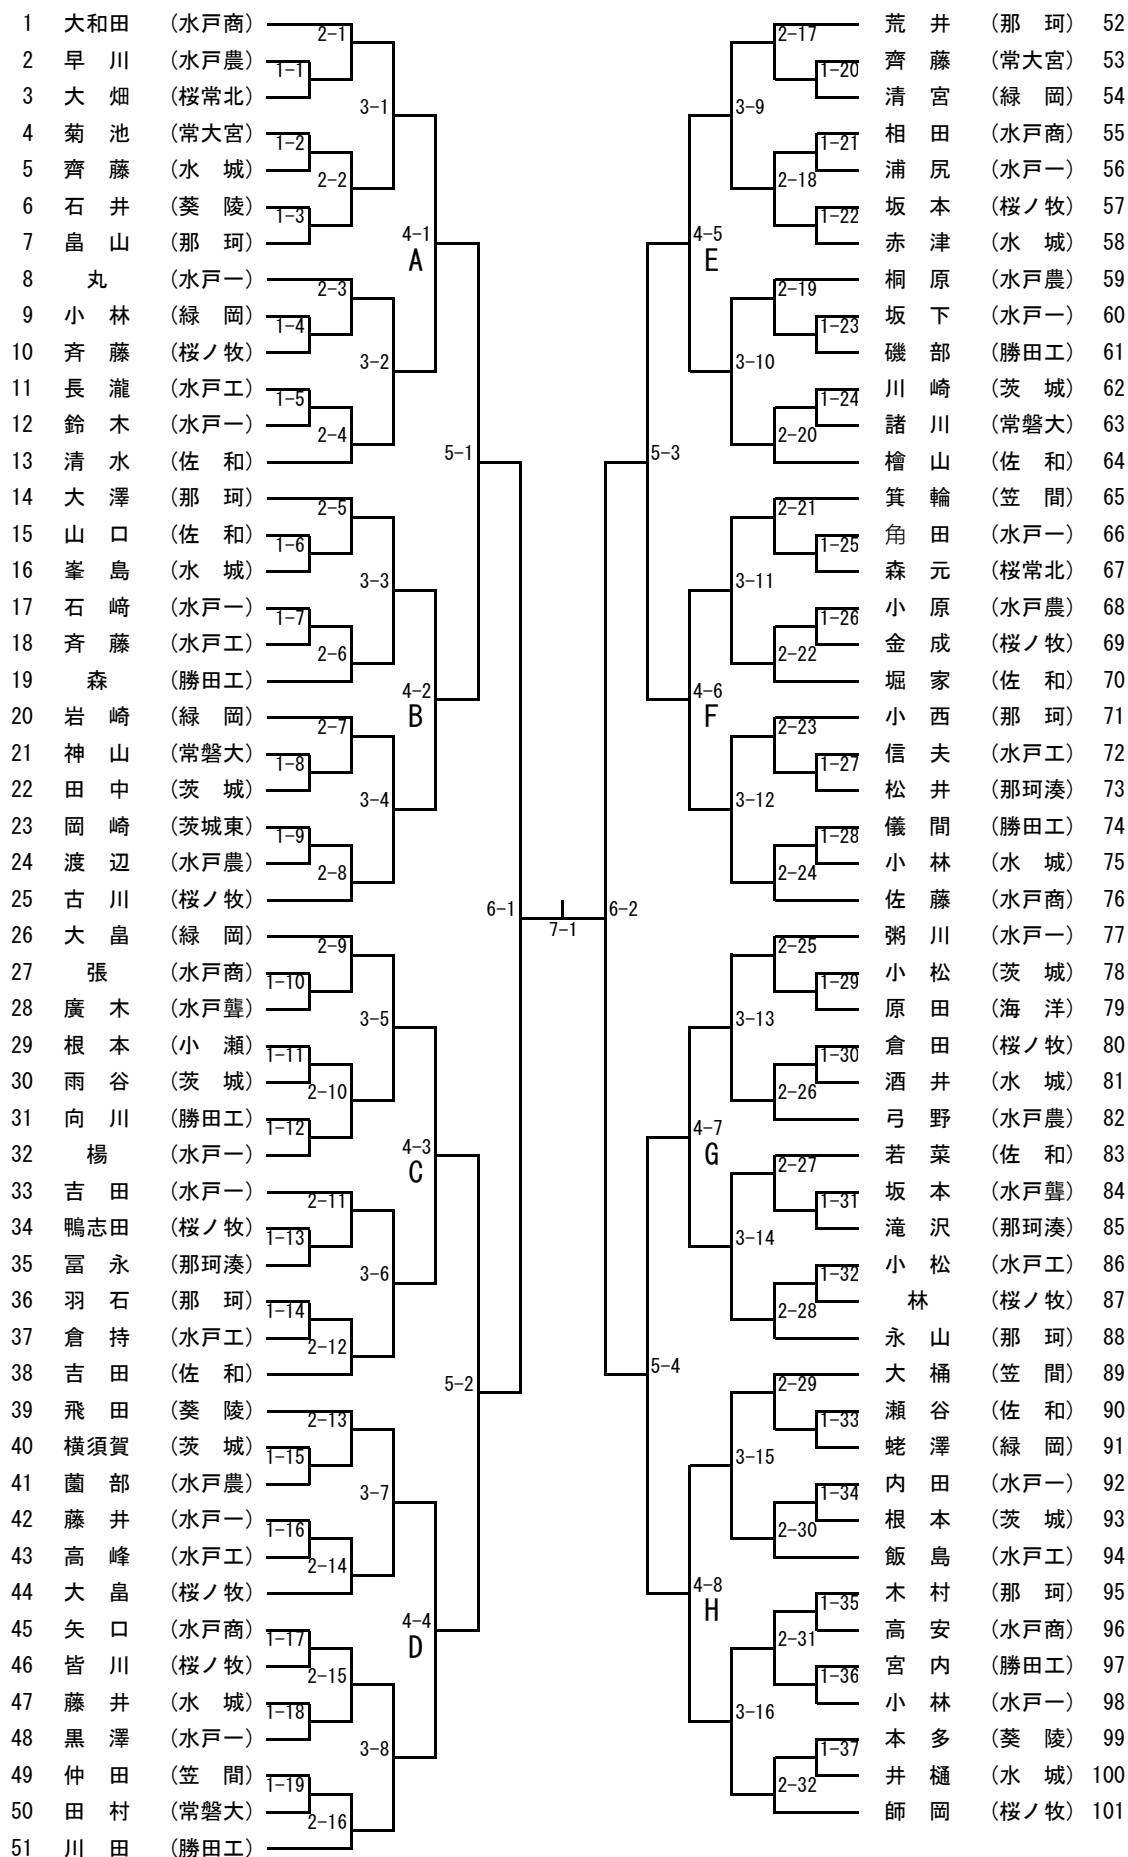 1 大和田 （水戸商）
2 早 川 （水戸農）
3 大 畑 （桜常北）
4 菊 池 （常大宮）
5 齊 藤 （水 城）
6 石 井 （葵 陵）
7 畠 山 （那 珂）
8 丸 （水戸一）
9 小 林 （緑 岡）
10 斉 藤 （桜ノ牧）
11 長 瀧 （水戸工）
12 鈴 木 （水戸一）
13 清 水 （佐 和）
14 大 澤 （那 珂）
15 山 口 （佐 和）
16 峯 島 （水 城）
17 石 﨑 （水戸一）
18 斉 藤 （水戸工）
19 森 （勝田工）
20 岩 崎 （緑 岡）
21 神 山 （常磐大）
22 田 中 （茨 城）
23 岡 崎 （茨城東）
24 渡 辺 （水戸農）
25 古 川 （桜ノ牧）
26 大 畠 （緑 岡）
27 張 （水戸商）
28 廣 木 （水戸聾）
29 根 本 （小 瀬）
30 雨 谷 （茨 城）
31 向 川 （勝田工）
32 楊 （水戸一）
33 吉 田 （水戸一）
34 鴨志田 （桜ノ牧）
35 冨 永 （那珂湊）
36 羽 石 （那 珂）
37 倉 持 （水戸工）
38 吉 田 （佐 和）
39 飛 田 （葵 陵）
40 横須賀 （茨 城）
41 薗 部 （水戸農）
42 藤 井 （水戸一）
43 高 峰 （水戸工）
44 大 畠 （桜ノ牧）
45 矢 口 （水戸商）
46 皆 川 （桜ノ牧）
47 藤 井 （水 城）
48 黒 澤 （水戸一）
49 仲 田 （笠 間）
50 田 村 （常磐大）
51 川 田 （勝田工）
1-1
1-2
1-3
1-4
1-5
1-6
1-7
1-8
1-9
1-10
1-11
1-12
1-13
1-14
1-15
1-16
1-17
1-18
1-19
2-1
2-2
2-3
2-4
2-5
2-6
2-7
2-8
2-9
2-10
2-11
2-12
2-13
2-14
2-15
2-16
3-1
3-2
3-3
3-4
3-5
3-6
3-7
3-8
4-1
A
4-2
B
4-3
C
4-4
D
5-1
5-2
6-1
7-1
6-2
5-3
5-4
4-5
E
4-6
F
4-7
G
4-8
H
3-9
3-10
3-11
3-12
3-13
3-14
3-15
3-16
2-17
2-18
2-19
2-20
2-21
2-22
2-23
2-24
2-25
2-26
2-27
2-28
2-29
2-30
2-31
2-32
1-20
1-21
1-22
1-23
1-24
1-25
1-26
1-27
1-28
1-29
1-30
1-31
1-32
1-33
1-34
1-35
1-36
1-37
荒 井 （那 珂） 52
齊 藤 （常大宮） 53
清 宮 （緑 岡） 54
相 田 （水戸商） 55
浦 尻 （水戸一） 56
坂 本 （桜ノ牧） 57
赤 津 （水 城） 58
桐 原 （水戸農） 59
坂 下 （水戸一） 60
磯 部 （勝田工） 61
川 崎 （茨 城） 62
諸 川 （常磐大） 63
檜 山 （佐 和） 64
箕 輪 （笠 間） 65
角 田 （水戸一） 66
森 元 （桜常北） 67
小 原 （水戸農） 68
金 成 （桜ノ牧） 69
堀 家 （佐 和） 70
小 西 （那 珂） 71
信 夫 （水戸工） 72
松 井 （那珂湊） 73
儀 間 （勝田工） 74
小 林 （水 城） 75
佐 藤 （水戸商） 76
粥 川 （水戸一） 77
小 松 （茨 城） 78
原 田 （海 洋） 79
倉 田 （桜ノ牧） 80
酒 井 （水 城） 81
弓 野 （水戸農） 82
若 菜 （佐 和） 83
坂 本 （水戸聾） 84
滝 沢 （那珂湊） 85
小 松 （水戸工） 86
林 （桜ノ牧） 87
永 山 （那 珂） 88
大 桶 （笠 間） 89
瀬 谷 （佐 和） 90
蛯 澤 （緑 岡） 91
内 田 （水戸一） 92
根 本 （茨 城） 93
飯 島 （水戸工） 94
木 村 （那 珂） 95
高 安 （水戸商） 96
宮 内 （勝田工） 97
小 林 （水戸一） 98
本 多 （葵 陵） 99
井 樋 （水 城） 100
師 岡 （桜ノ牧） 101